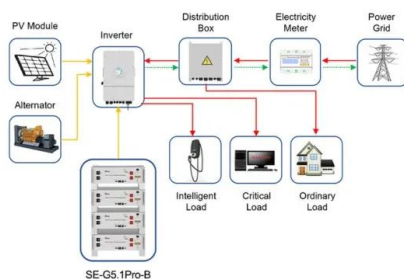 PV Module
Inverter
Distribution
Box
Electricity
Meter
Power
Grid
Alternator
Intelligent
Load
Critical
Load
Ordinary
Load
SE-G5.1Pro-B